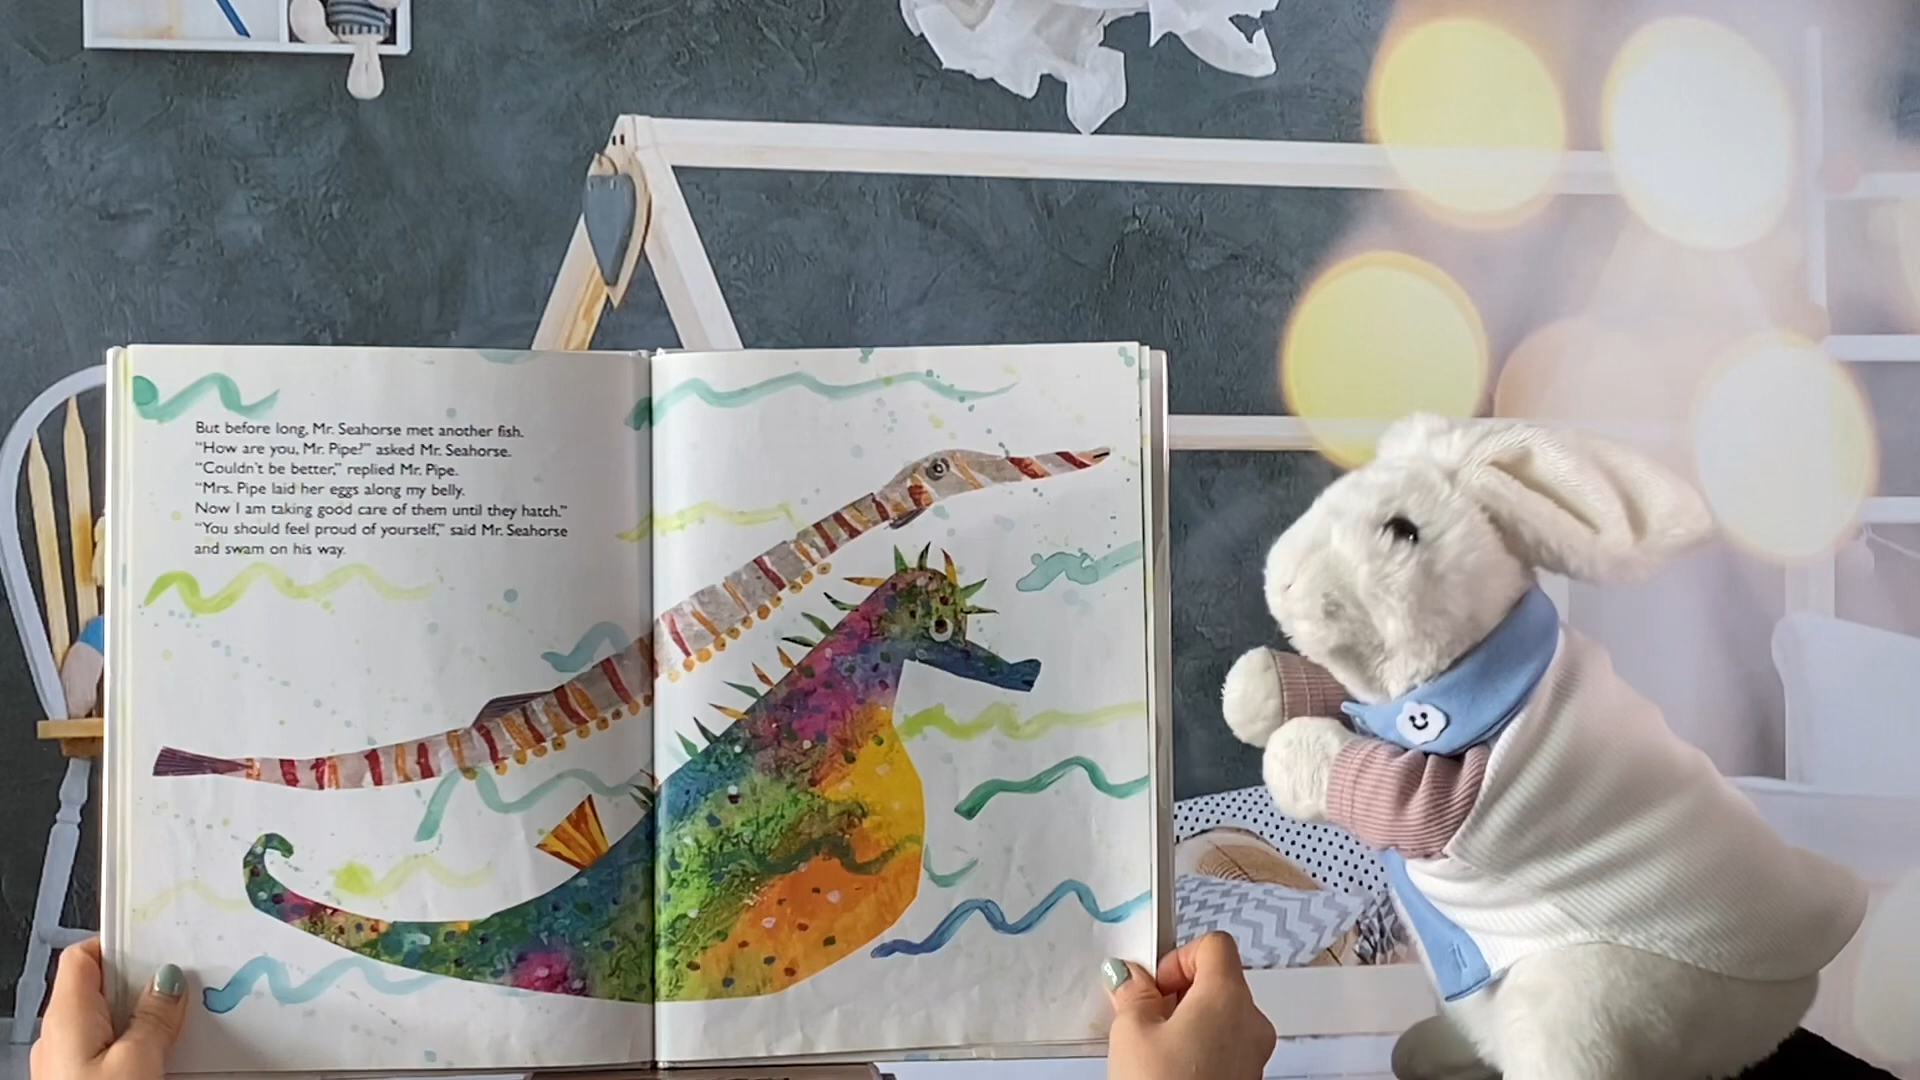 But before long, Mr. Seahorse met another fish.
“How are you, Mr. Pipe?” asked Mr. Seahorse.
“Couldn’t be better,” replied Mr. Pipe.
“Mrs. Pipe laid her eggs along my belly.
Now I am taking good care of them until they hatch.”
“You should feel proud of yourself,” said Mr. Seahorse
and swam on his way.